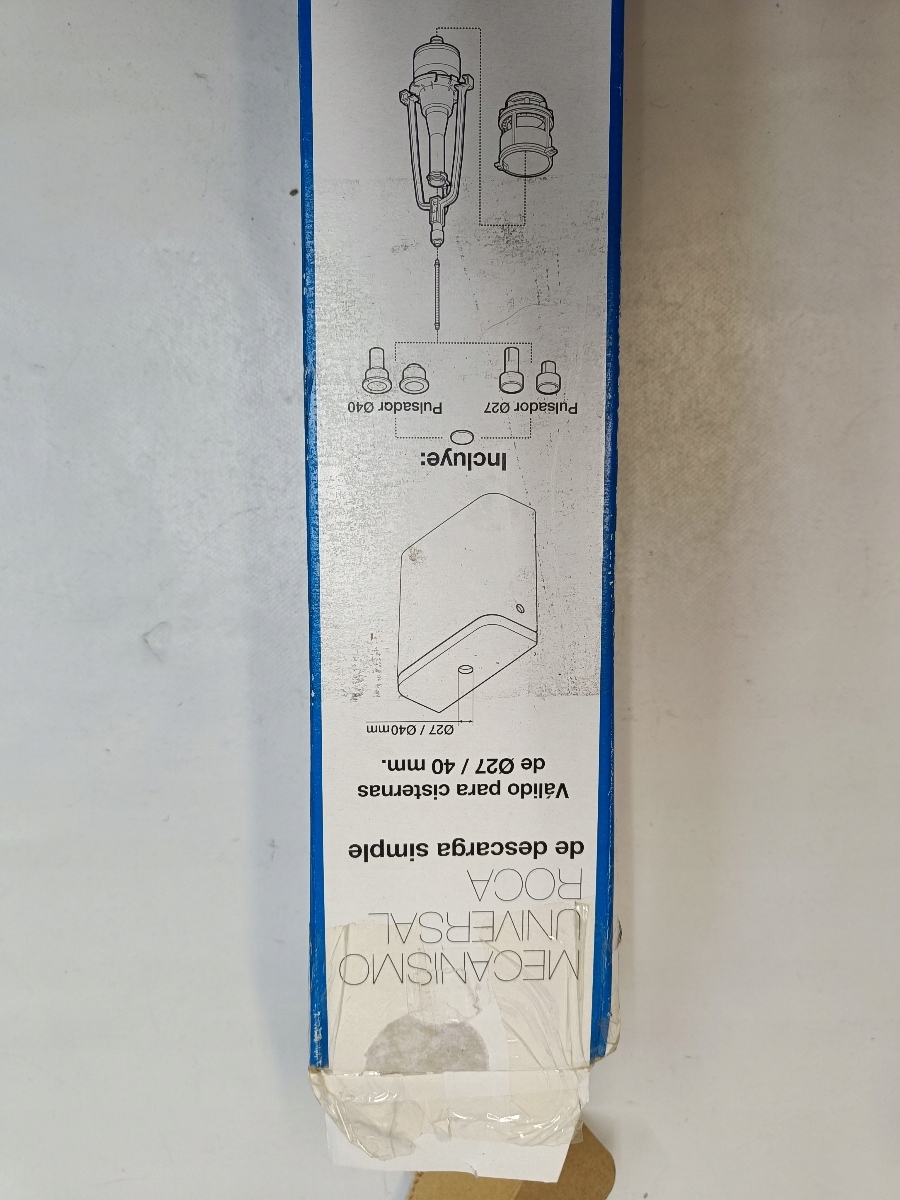 MECANISMO
UNIVERSAL
ROCA
de descarga simple
Válido para cisternas
de Ø27 / 40 mm.
Ø27 / Ø40mm
Incluye:
Pulsador Ø27
Pulsador Ø40